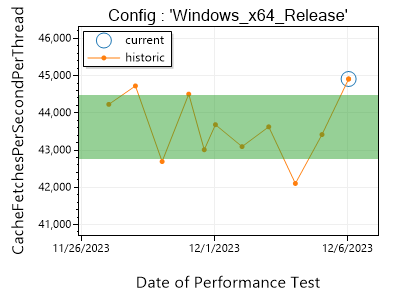 Config : 'Windows_x64_Release'
CacheFetchesPerSecondPerThread
46,000
45,000
44,000
43,000
42,000
41,000
current
historic
11/26/2023
12/1/2023
12/6/2023
Date of Performance Test